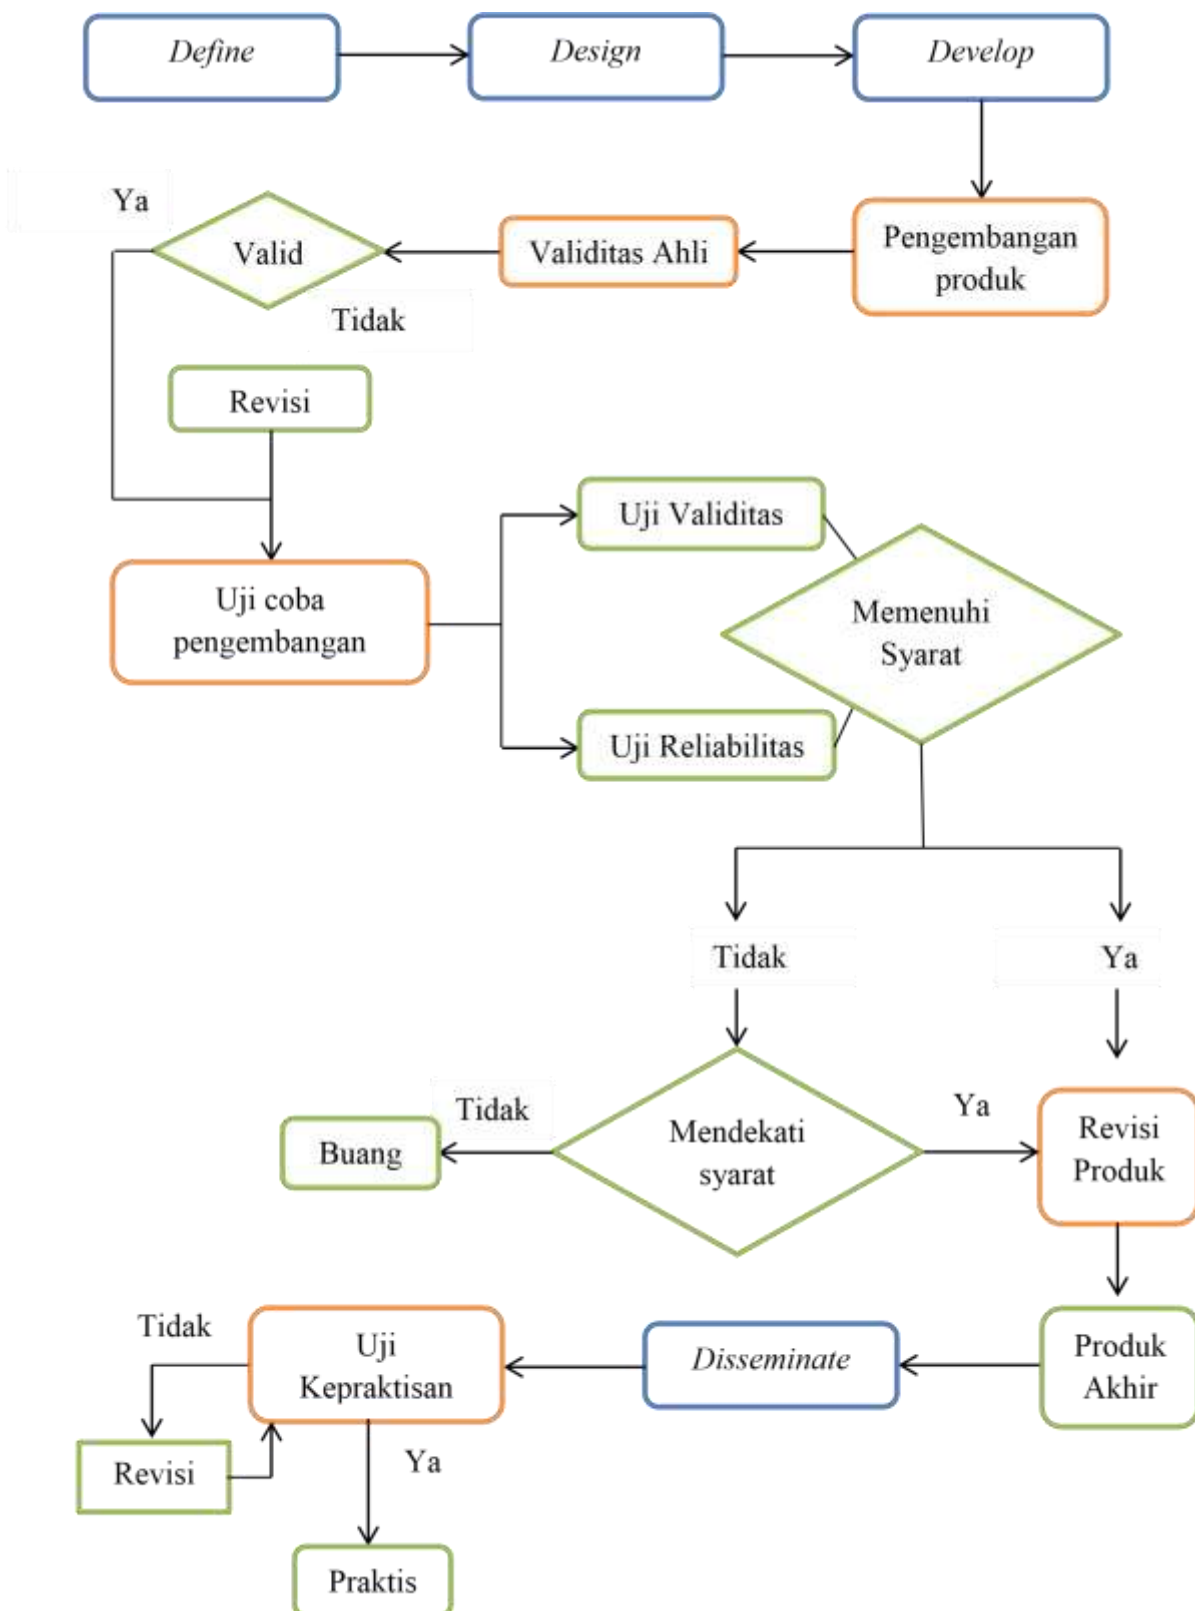 Define
Design
Develop
Ya
Valid
Validitas Ahli
Pengembangan
produk
Tidak
Revisi
Uji Validitas
Uji coba
pengembangan
Memenuhi
Syarat
Uji Reliabilitas
Tidak
Ya
Tidak
Ya
Buang
Mendekati
syarat
Revisi
Produk
Tidak
Uji
Kepraktisan
Disseminate
Produk
Akhir
Revisi
Ya
Praktis